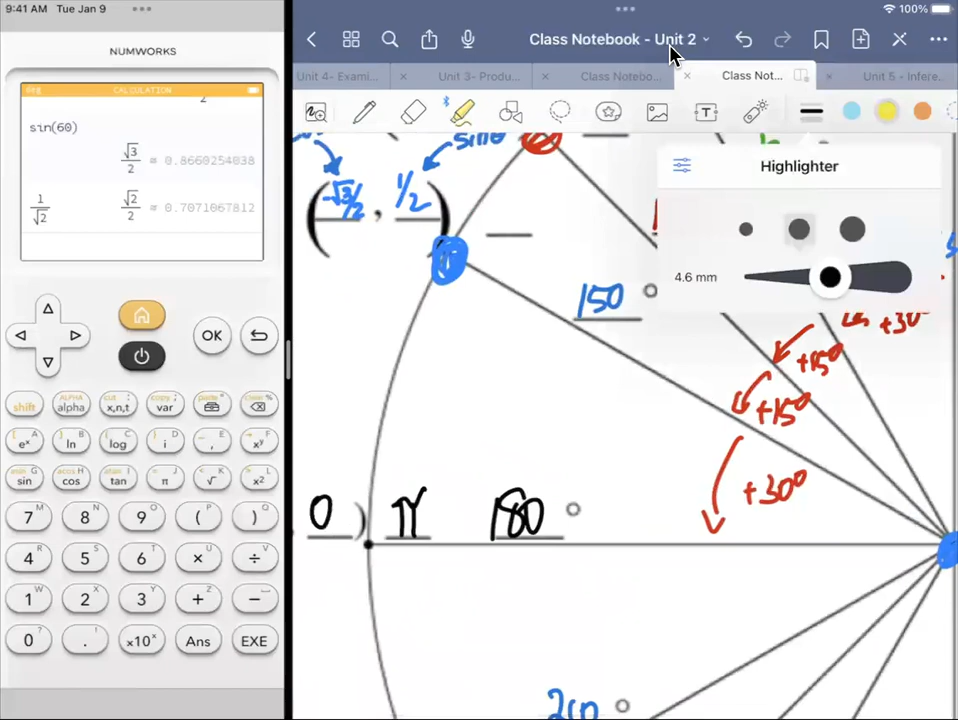 9:41 AM Tue Jan 9
100%
NUMWORKS
deg CALCULATION
2
sin(60)
√3/2 ≈ 0.8660254038
1/√2
√2/2 ≈ 0.7071067812
OK
shift alpha x,n,t var
e^x ln log i , x^y
sin cos tan π √ x²
7 8 9 ( )
4 5 6 × ÷
1 2 3 + −
0 . ×10^x Ans EXE
Class Notebook - Unit 2
Unit 4- Exami...
Unit 3- Produ...
Class Notebo...
Class Not...
Unit 5 - Infere...
T
Highlighter
4.6 mm
sinθ
(-√3/2, 1/2)
150°
+30°
+150
+150
+300
0) π 180°
210°